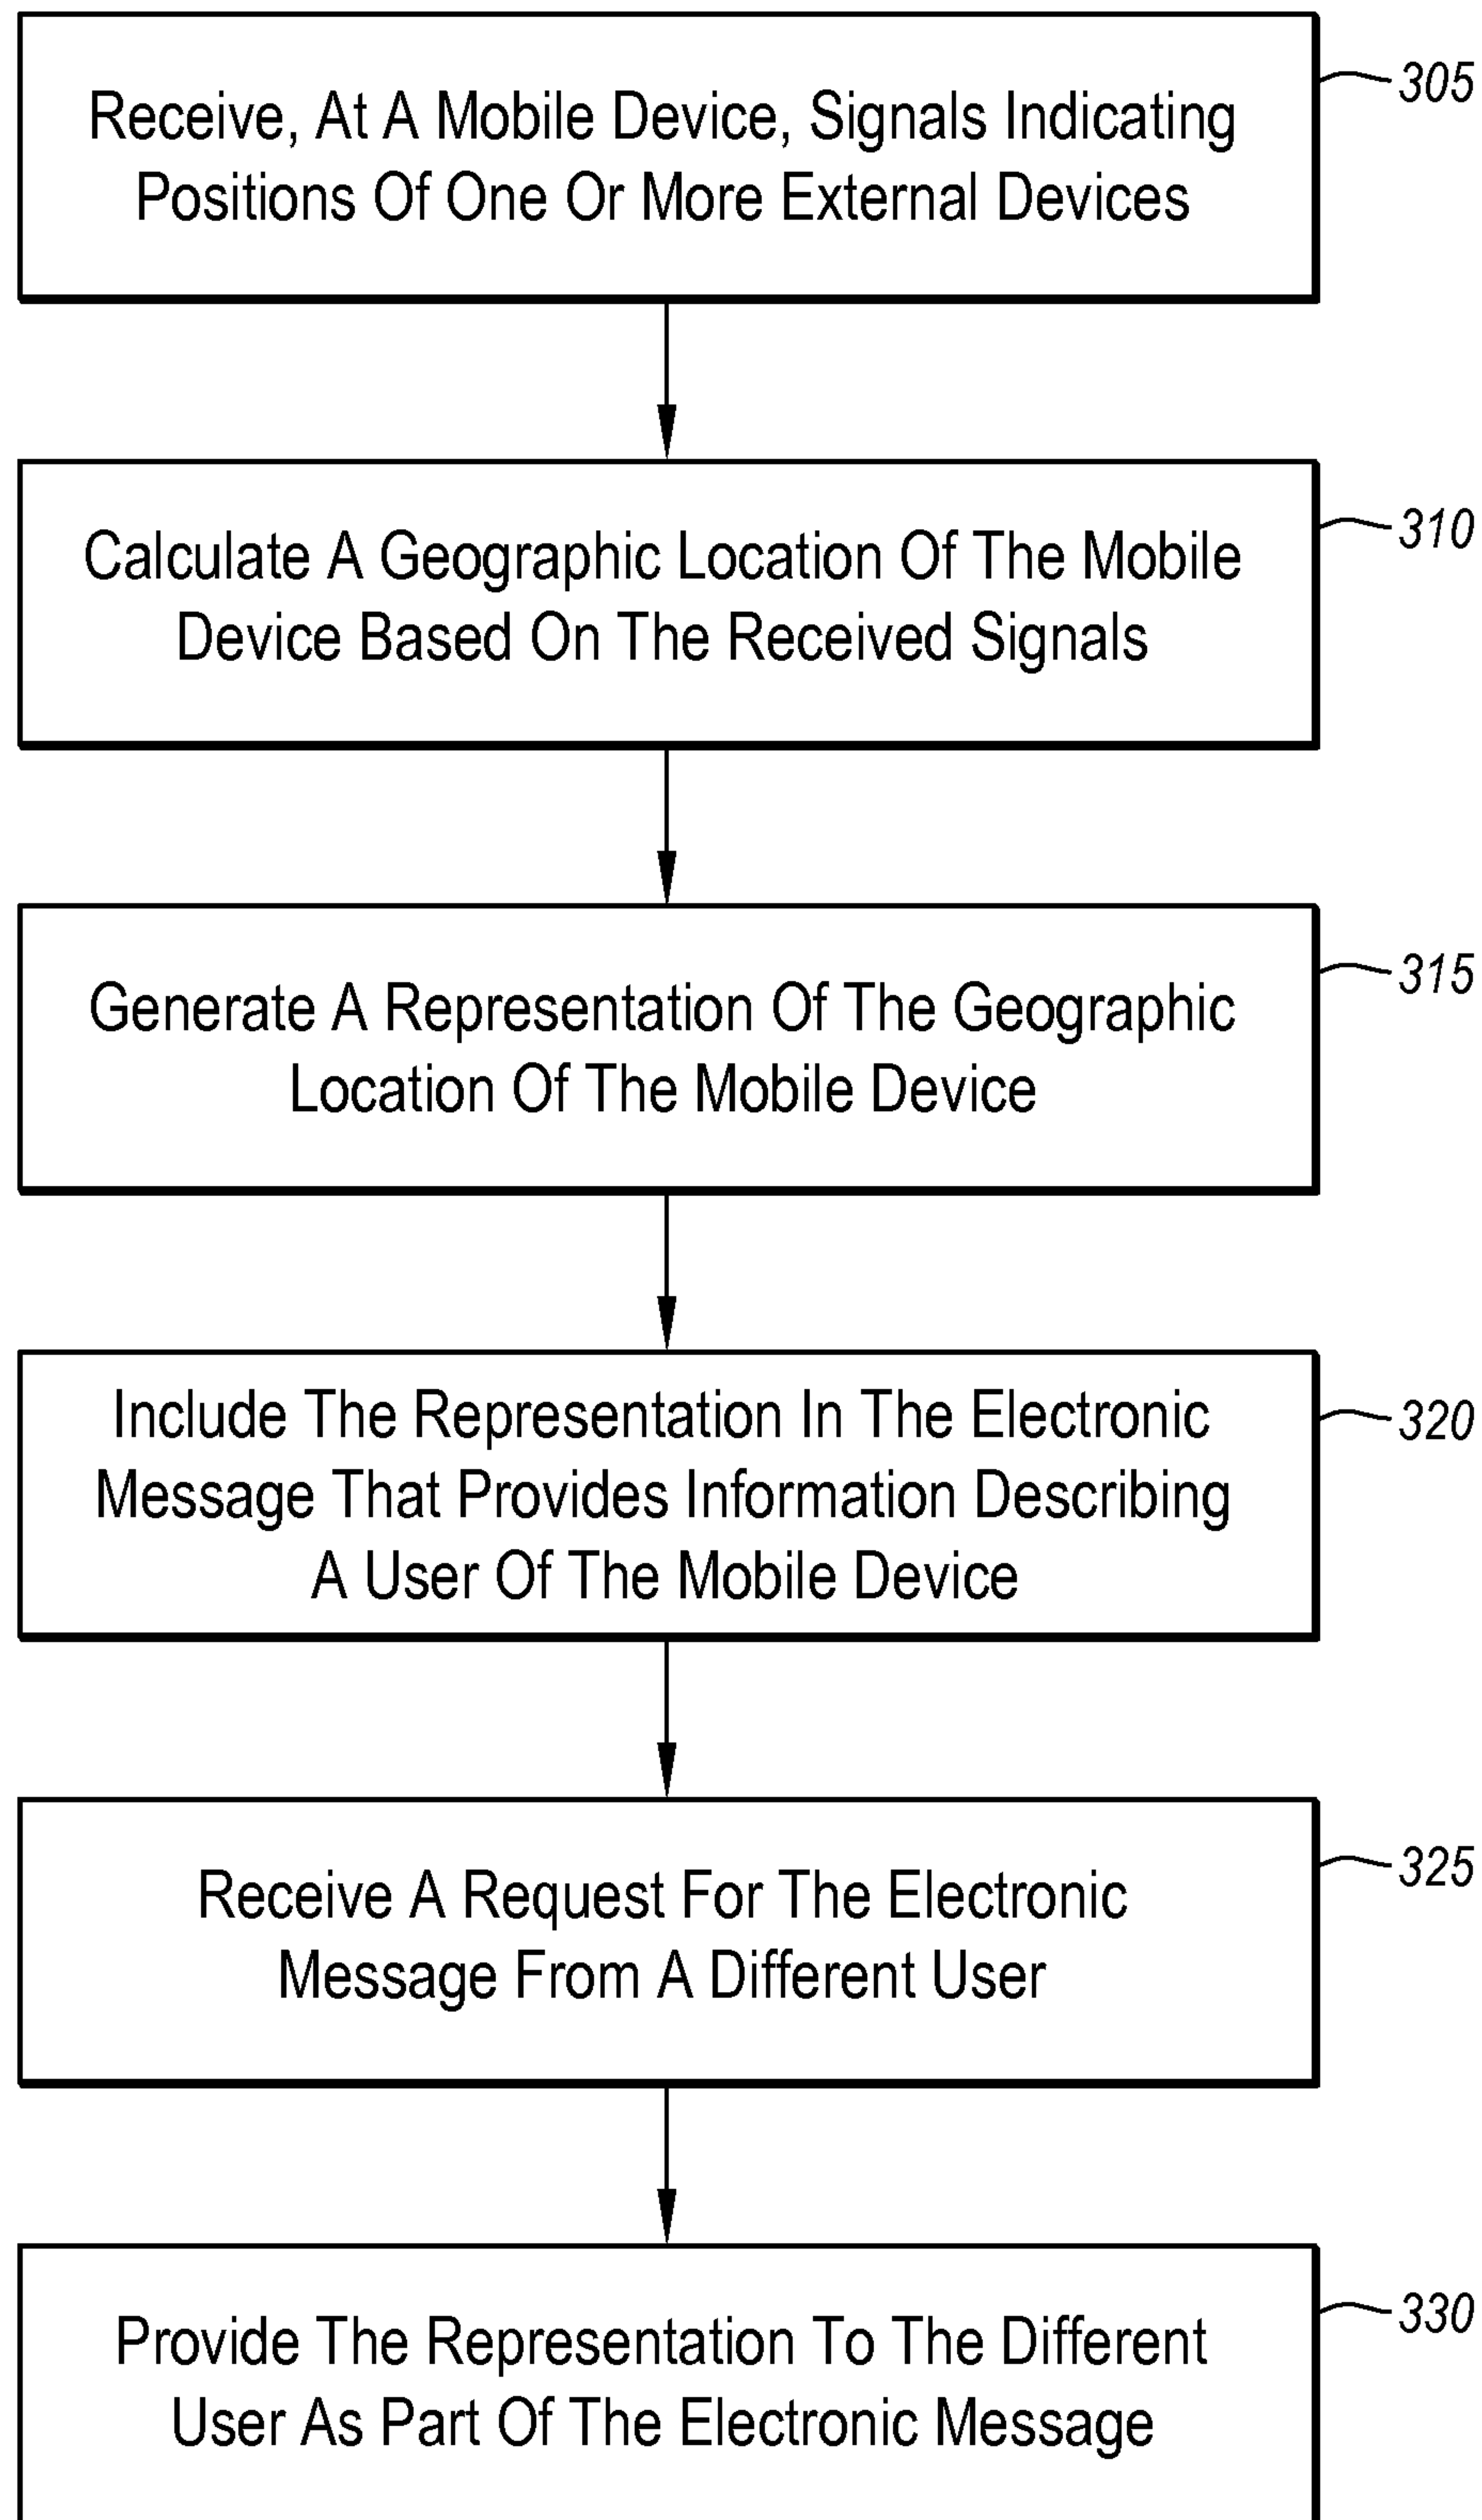 Receive, At A Mobile Device, Signals Indicating
Positions Of One Or More External Devices
305
Calculate A Geographic Location Of The Mobile
Device Based On The Received Signals
310
Generate A Representation Of The Geographic
Location Of The Mobile Device
315
Include The Representation In The Electronic
Message That Provides Information Describing
A User Of The Mobile Device
320
Receive A Request For The Electronic
Message From A Different User
325
Provide The Representation To The Different
User As Part Of The Electronic Message
330